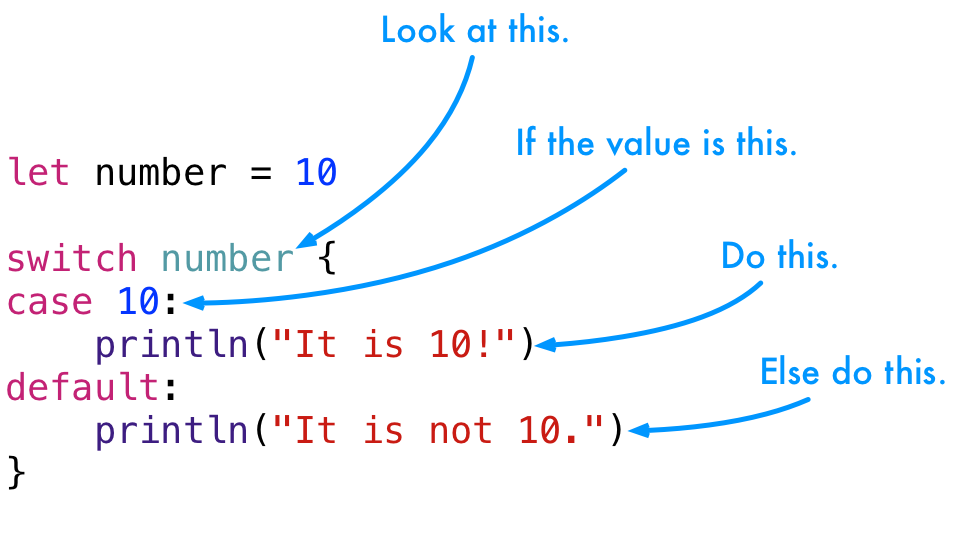 Look at this.
If the value is this.
let number = 10
switch number {
Do this.
case 10:
    println("It is 10!")
Else do this.
default:
    println("It is not 10.")
}